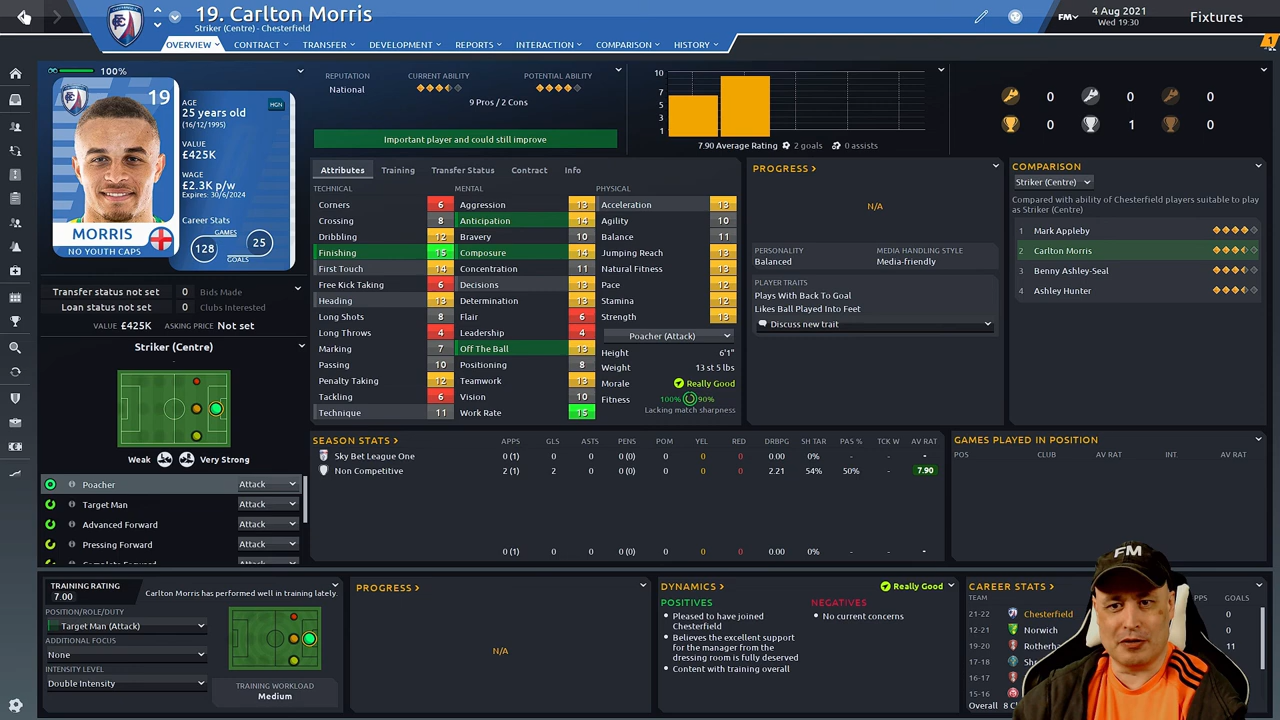 19. Carlton Morris
Striker (Centre) - Chesterfield
FM
4 Aug 2021
Wed 19:30
Fixtures
1
OVERVIEW CONTRACT TRANSFER DEVELOPMENT REPORTS INTERACTION COMPARISON HISTORY
100%
19
AGE
25 years old
(16/12/1995)
HGN
VALUE
£425K
WAGE
£2.3K p/w
Expires: 30/6/2024
Career Stats
GAMES
128
25
GOALS
MORRIS
NO YOUTH CAPS
Transfer status not set 0 Bids Made
Loan status not set 0 Clubs Interested
VALUE £425K ASKING PRICE Not set
Striker (Centre)
Weak Very Strong
Poacher Attack
Target Man Attack
Advanced Forward Attack
Pressing Forward Attack
REPUTATION CURRENT ABILITY POTENTIAL ABILITY
National
9 Pros / 2 Cons
Important player and could still improve
10
7
5
3
1
7.90 Average Rating 2 goals 0 assists
0 0 0
0 1 0
Attributes Training Transfer Status Contract Info
TECHNICAL MENTAL PHYSICAL
Corners 6 Aggression 13 Acceleration 13
Crossing 8 Anticipation 14 Agility 10
Dribbling 12 Bravery 10 Balance 11
Finishing 15 Composure 14 Jumping Reach 13
First Touch 14 Concentration 11 Natural Fitness 13
Free Kick Taking 6 Decisions 13 Pace 12
Heading 13 Determination 13 Stamina 12
Long Shots 8 Flair 6 Strength 13
Long Throws 4 Leadership 4 Poacher (Attack)
Marking 7 Off The Ball 13 Height 6'1"
Passing 10 Positioning 8 Weight 13 st 5 lbs
Penalty Taking 12 Teamwork 13 Morale Really Good
Tackling 6 Vision 10 Fitness 100% 90%
Technique 11 Work Rate 15 Lacking match sharpness
PROGRESS
N/A
PERSONALITY MEDIA HANDLING STYLE
Balanced Media-friendly
PLAYER TRAITS
Plays With Back To Goal
Likes Ball Played Into Feet
Discuss new trait
COMPARISON
Striker (Centre)
Compared with ability of Chesterfield players suitable to play
as Striker (Centre)
1 Mark Appleby
2 Carlton Morris
3 Benny Ashley-Seal
4 Ashley Hunter
SEASON STATS APPS GLS ASTS PENS POM YEL RED DRBPG SH TAR PAS % TCK W AV RAT
Sky Bet League One 0 (1) 0 0 0 (0) 0 0 0 0.00 0% - - -
Non Competitive 2 (1) 2 0 0 (0) 0 0 0 2.21 54% 50% - 7.90
0 (1) 0 0 0 (0) 0 0 0 0.00 0% - - -
GAMES PLAYED IN POSITION
POS CLUB AV RAT INT. AV RAT
TRAINING RATING
7.00
Carlton Morris has performed well in training lately.
POSITION/ROLE/DUTY
Target Man (Attack)
ADDITIONAL FOCUS
None
INTENSITY LEVEL
Double Intensity
TRAINING WORKLOAD
Medium
PROGRESS
N/A
DYNAMICS Really Good
POSITIVES NEGATIVES
Pleased to have joined
Chesterfield
Believes the excellent support
for the manager from the
dressing room is fully deserved
Content with training overall
No current concerns
CAREER STATS
TEAM PPS GOALS
21-22 Chesterfield 0
12-21 Norwich 0
19-20 Rotherha 11
17-18 Shr
16-17
15-16
Overall 8 Cl
FM